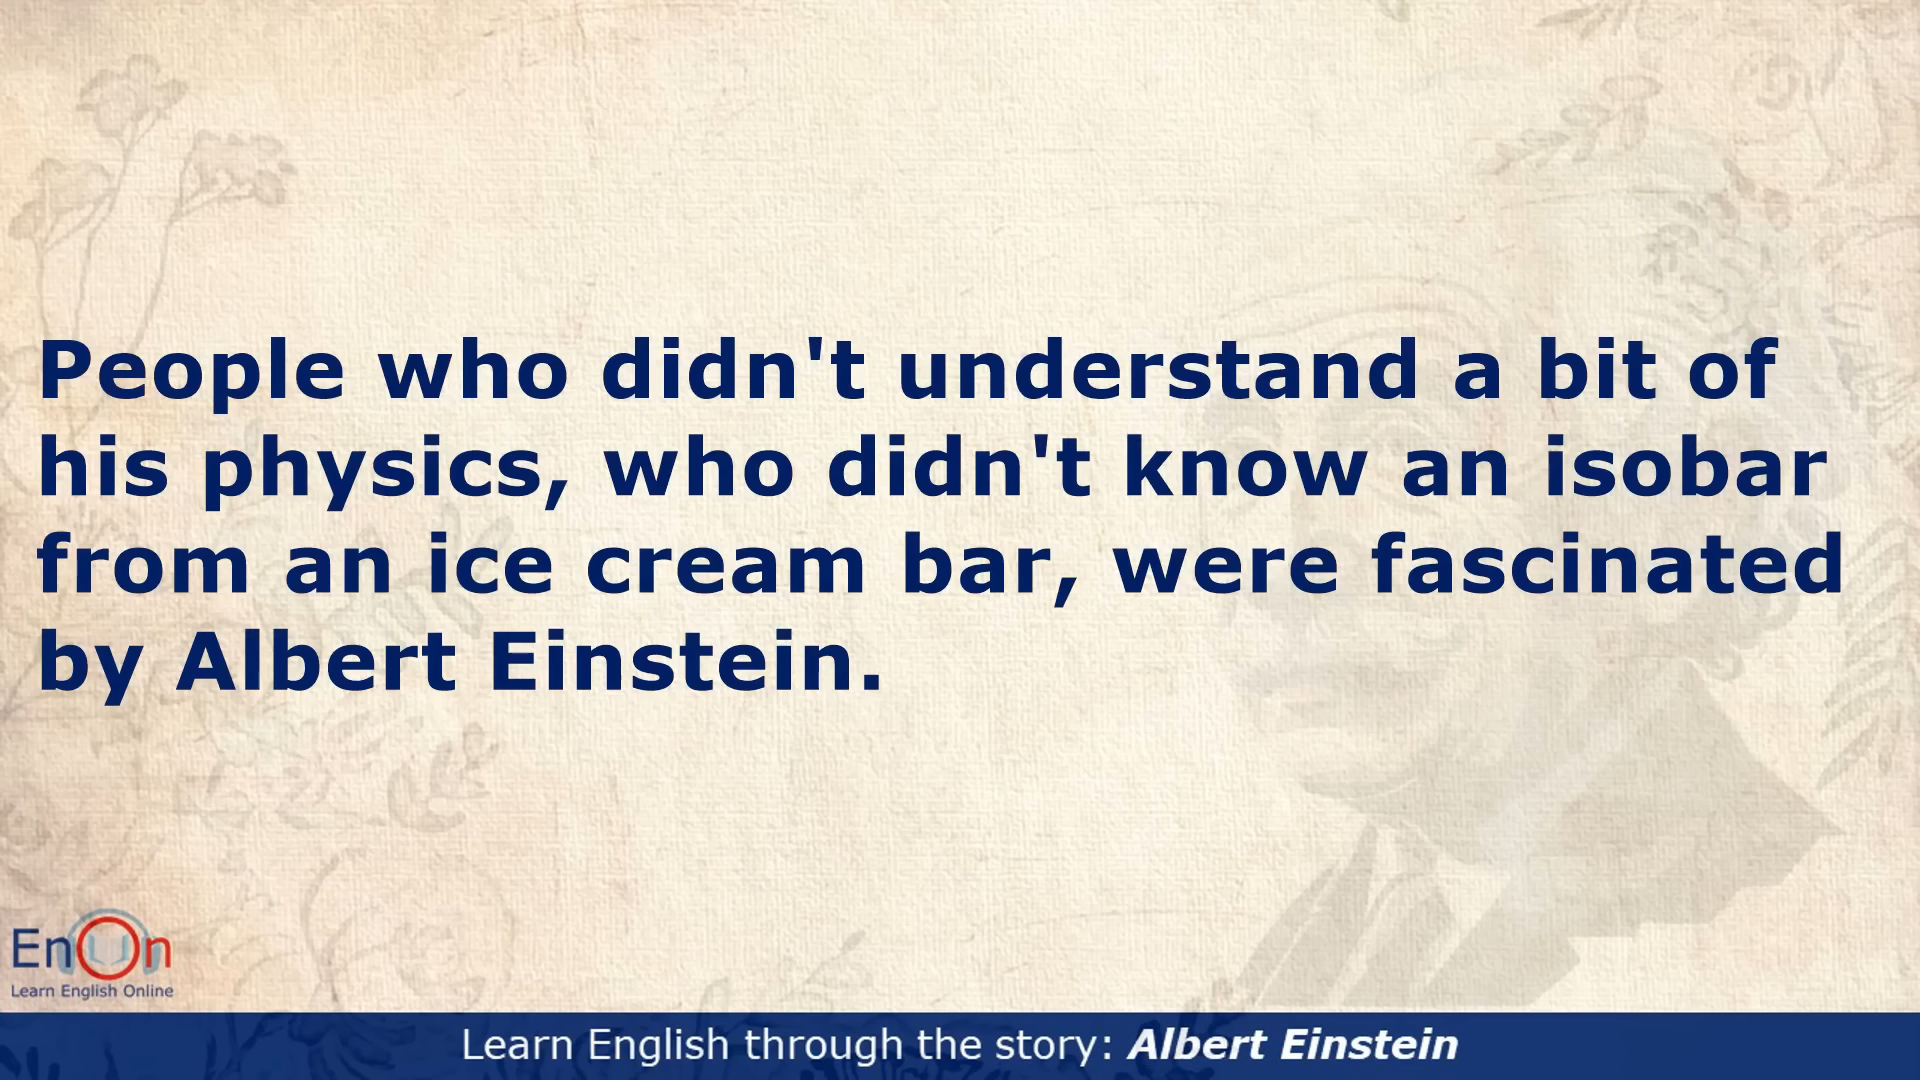 People who didn't understand a bit of
his physics, who didn't know an isobar
from an ice cream bar, were fascinated
by Albert Einstein.
EnOn
Learn English Online
Learn English through the story: Albert Einstein